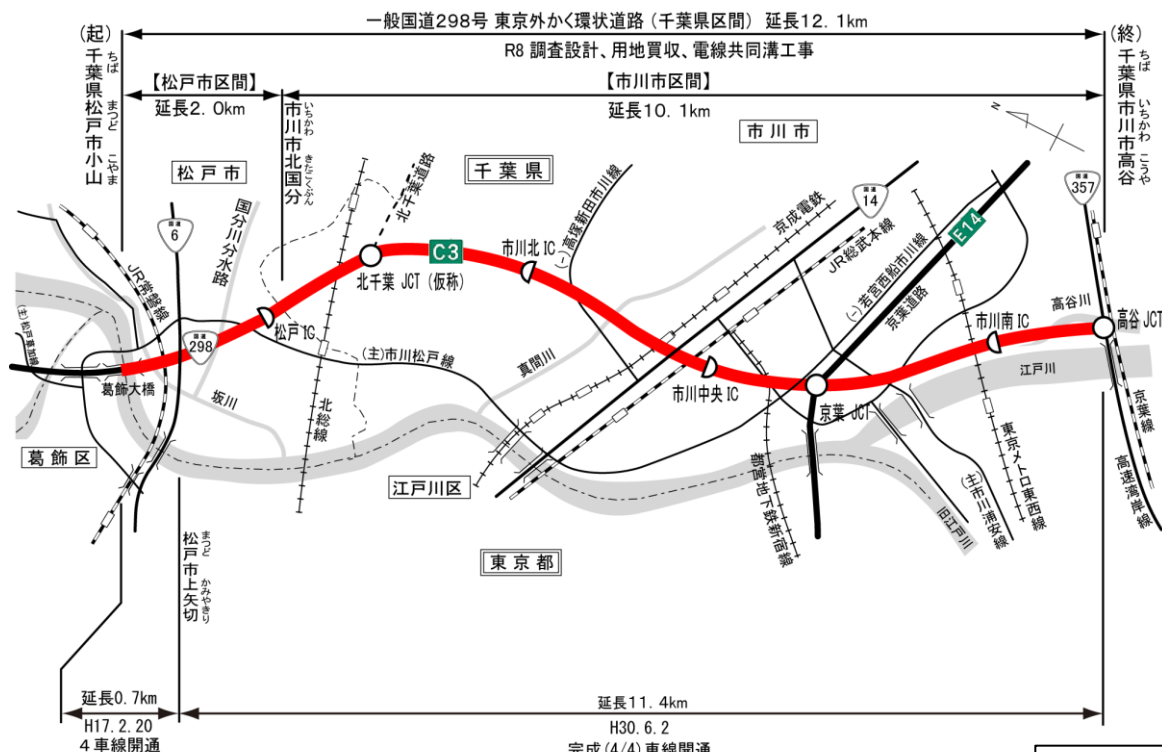 一般国道298号 東京外かく環状道路(千葉県区間) 延長12.1km
R8 調査設計、用地買収、電線共同溝工事
(起)
千葉県松戸市小山
ちば
まつど
こやま
(終)
千葉県市川市高谷
ちば
いちかわ
こうや
【松戸市区間】
延長2.0km
【市川市区間】
延長10.1km
市川市北国分
いちかわ
きたこくぶん
松戸市
千葉県
市川市
N
国道
6
国分川分水路
北千葉道路
(一)高塚新田市川線
京成電鉄
国道
14
JR総武本線
(一)若宮西船市川線
京葉道路
E14
国道
357
JR常磐線
(主)松戸草加線
C3
市川北 IC
北千葉 JCT(仮称)
松戸 IC
国道
298
葛飾大橋
坂川
(主)市川松戸線
北総線
真間川
市川中央 IC
京葉 JCT
市川南 IC
高谷川
高谷 JCT
江戸川
京葉線
高速湾岸線
東京メトロ東西線
(主)市川浦安線
旧江戸川
都営地下鉄新宿線
葛飾区
江戸川区
東京都
松戸市上矢切
まつど
かみやきり
延長0.7km
H17.2.20
4車線開通
延長11.4km
H30.6.2
完成(4/4)車線開通